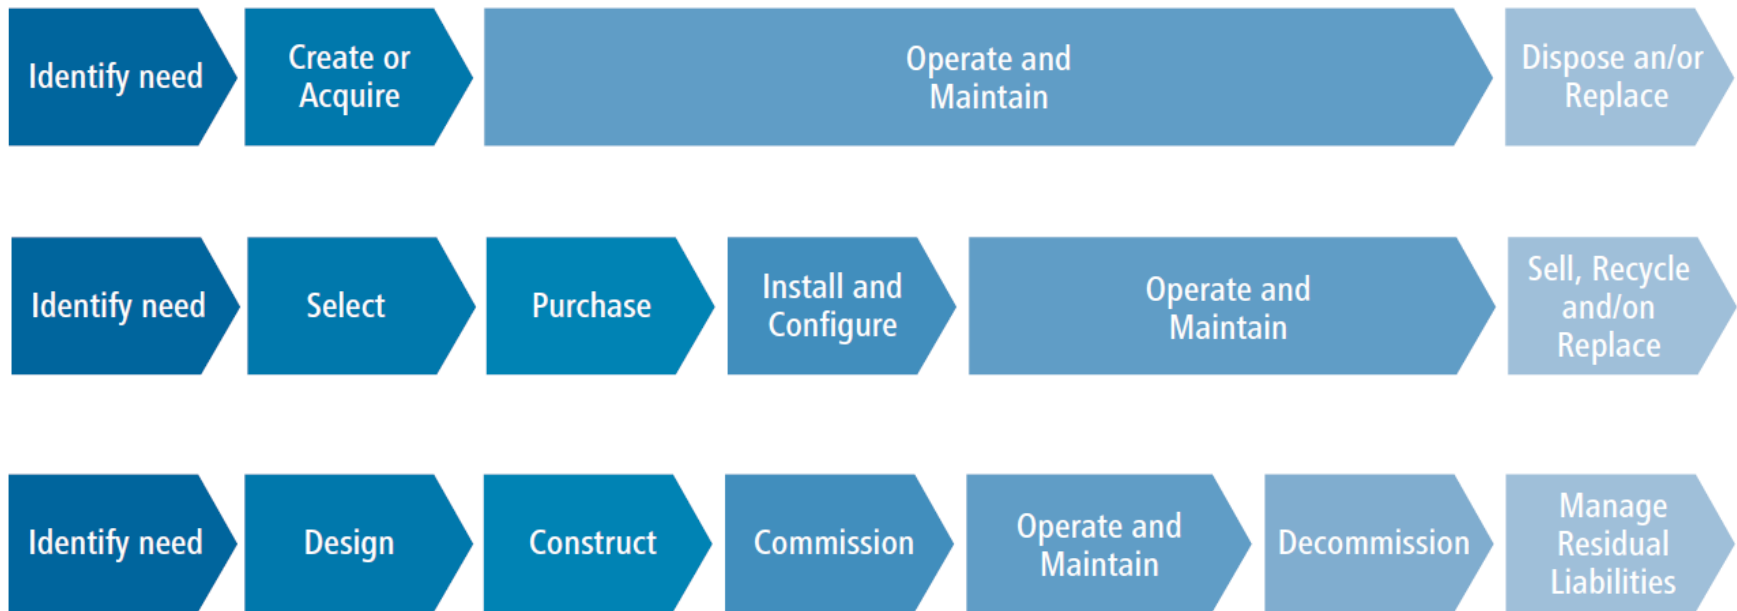 Identify need
Create or
Acquire
Operate and
Maintain
Dispose an/or
Replace
Identify need
Select
Purchase
Install and
Configure
Operate and
Maintain
Sell, Recycle
and/on
Replace
Identify need
Design
Construct
Commission
Operate and
Maintain
Decommission
Manage
Residual
Liabilities